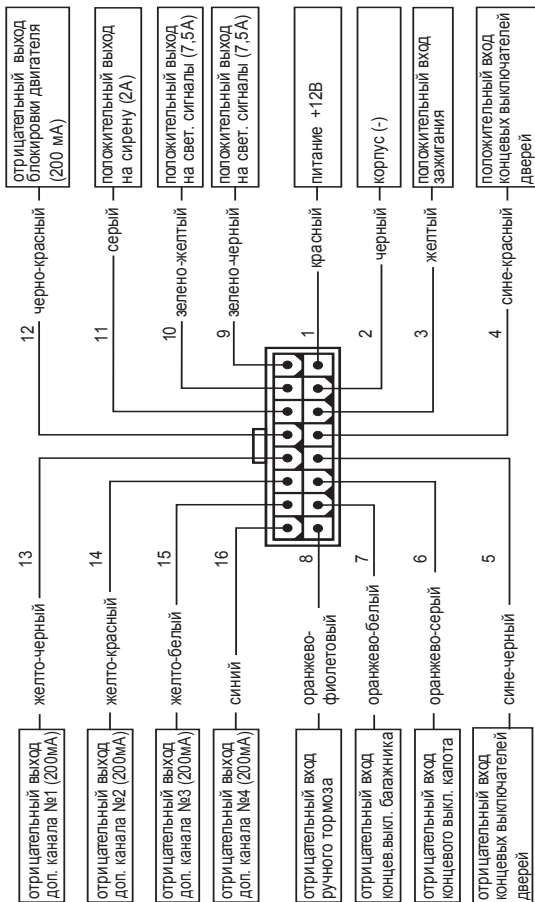 отрицательный выход
блокировки двигателя
(200 мА)
12
черно-красный
положительный выход
на сирену (2А)
11
серый
положительный выход
на свет. сигналы (7,5А)
10
зелено-желтый
положительный выход
на свет. сигналы (7,5А)
9
зелено-черный
питание +12В
1
красный
корпус (-)
2
черный
положительный вход
зажигания
3
желтый
положительный вход
концевых выключателей
дверей
4
сине-красный
отрицательный выход
доп. канала №1 (200мА)
13
желто-черный
отрицательный выход
доп. канала №2 (200мА)
14
желто-красный
отрицательный выход
доп. канала №3 (200мА)
15
желто-белый
отрицательный выход
доп. канала №4 (200мА)
16
синий
отрицательный вход
ручного тормоза
8
оранжево-
фиолетовый
отрицательный вход
концев.выкл. багажника
7
оранжево-белый
отрицательный вход
концевого выкл. капота
6
оранжево-серый
отрицательный вход
концевых выключателей
дверей
5
сине-черный